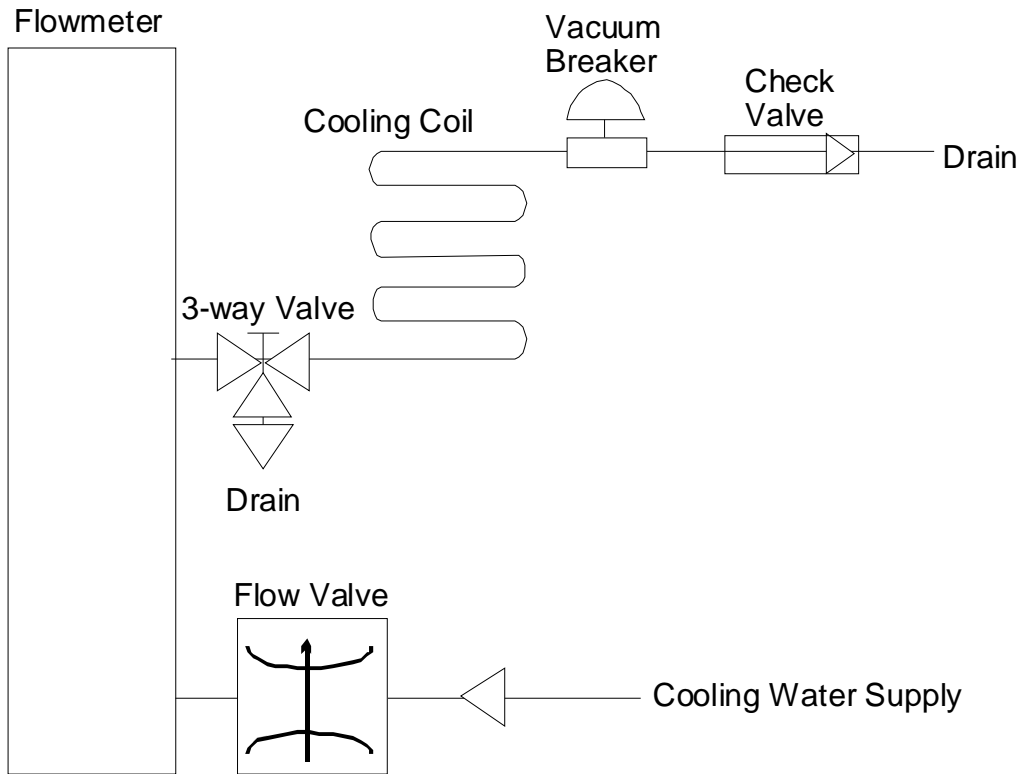 Flowmeter
Vacuum
Breaker
Check
Valve
Cooling Coil
Drain
3-way Valve
Drain
Flow Valve
Cooling Water Supply